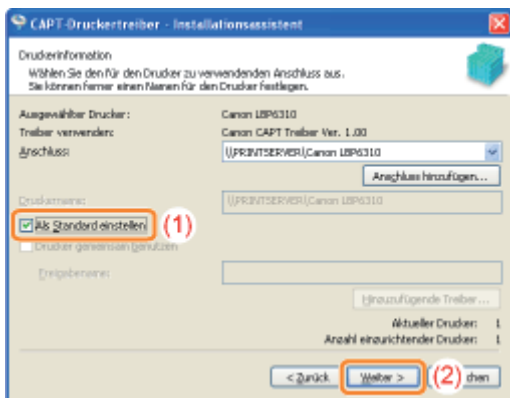 CAPT-Druckertreiber - Installationsassistent
Druckerinformation
Wählen Sie den für den Drucker zu verwendenden Anschluss aus.
Sie können ferner einen Namen für den Drucker festlegen.
Ausgewählter Drucker: Canon LBP6310
Treiber verwenden: Canon CAPT Treiber Ver. 1.00
Anschluss: \\PRINTSERVER\Canon LBP6310
Anschluss hinzufügen...
Druckername: \\PRINTSERVER\Canon LBP6310
Als Standard einstellen (1)
Drucker gemeinsam benutzen
Freigabename:
Hinzuzufügende Treiber...
Aktueller Drucker: 1
Anzahl einzurichtender Drucker: 1
< Zurück Weiter > (2) chen